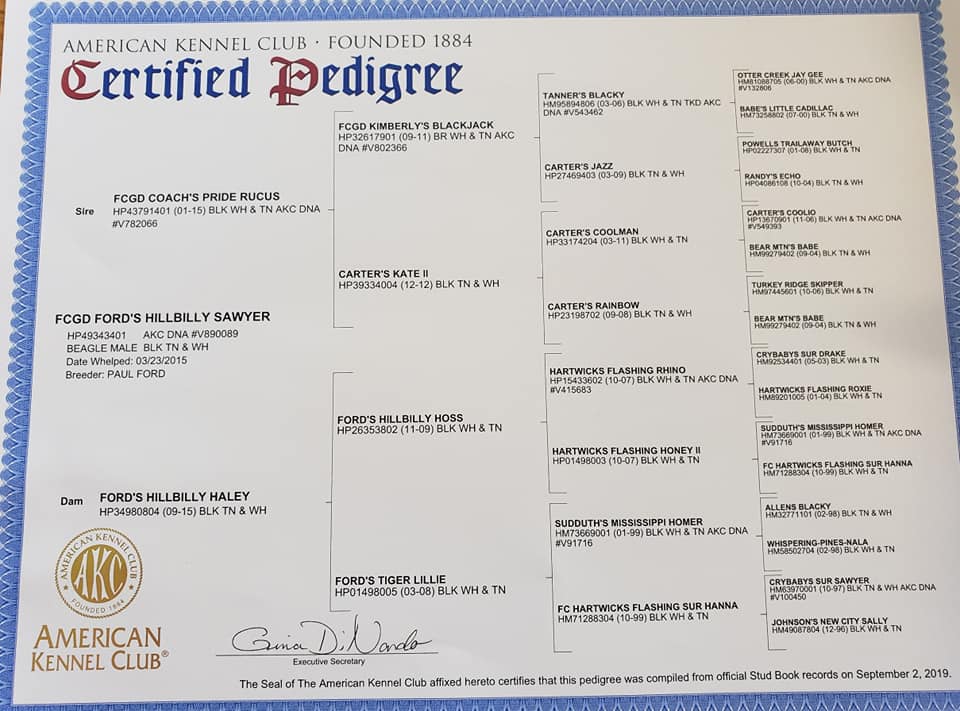 AMERICAN KENNEL CLUB · FOUNDED 1884
Certified Pedigree
Sire
FCGD COACH'S PRIDE RUCUS
HP43791401 (01-15) BLK WH & TN AKC DNA
#V782066
FCGD FORD'S HILLBILLY SAWYER
HP49343401 AKC DNA #V890089
BEAGLE MALE BLK TN & WH
Date Whelped: 03/23/2015
Breeder: PAUL FORD
Dam
FORD'S HILLBILLY HALEY
HP34980804 (09-15) BLK TN & WH
FCGD KIMBERLY'S BLACKJACK
HP32617901 (09-11) BR WH & TN AKC
DNA #V802366
CARTER'S KATE II
HP39334004 (12-12) BLK TN & WH
FORD'S HILLBILLY HOSS
HP26353802 (11-09) BLK WH & TN
FORD'S TIGER LILLIE
HP01498005 (03-08) BLK WH & TN
TANNER'S BLACKY
HM95894806 (03-06) BLK WH & TN TKD AKC
DNA #V543462
CARTER'S JAZZ
HP27469403 (03-09) BLK TN & WH
CARTER'S COOLMAN
HP33174204 (03-11) BLK WH & TN
CARTER'S RAINBOW
HP23198702 (09-08) BLK WH & TN
HARTWICKS FLASHING RHINO
HP15433602 (10-07) BLK WH & TN AKC DNA
#V415683
HARTWICKS FLASHING HONEY II
HP01498003 (10-07) BLK WH & TN
SUDDUTH'S MISSISSIPPI HOMER
HM73669001 (01-99) BLK WH & TN AKC DNA
#V91716
FC HARTWICKS FLASHING SUR HANNA
HM71288304 (10-99) BLK WH & TN
OTTER CREEK JAY GEE
HM81088705 (06-00) BLK WH & TN AKC DNA
#V132806
BABE'S LITTLE CADILLAC
HM73258802 (07-00) BLK TN & WH
POWELLS TRAILAWAY BUTCH
HP02227307 (01-08) BLK WH & TN
RANDY'S ECHO
HP04086108 (10-04) BLK TN & WH
CARTER'S COOLIO
HP13670901 (11-06) BLK WH & TN AKC DNA
#V549393
BEAR MTN'S BABE
HM99279402 (09-04) BLK TN & WH
TURKEY RIDGE SKIPPER
HM97445601 (10-06) BLK WH & TN
BEAR MTN'S BABE
HM99279402 (09-04) BLK TN & WH
CRYBABYS SUR DRAKE
HM92534401 (05-03) BLK WH & TN
HARTWICKS FLASHING ROXIE
HM89201005 (01-04) BLK WH & TN
SUDDUTH'S MISSISSIPPI HOMER
HM73669001 (01-99) BLK WH & TN AKC DNA
#V91716
FC HARTWICKS FLASHING SUR HANNA
HM71288304 (10-99) BLK WH & TN
ALLENS BLACKY
HM32771101 (02-98) BLK TN & WH
WHISPERING-PINES-NALA
HM58502704 (02-98) BLK WH & TN
CRYBABYS SUR SAWYER
HM63970001 (10-97) BLK TN & WH AKC DNA
#V100450
JOHNSON'S NEW CITY SALLY
HM49087804 (12-96) BLK WH & TN
AMERICAN KENNEL CLUB
AKC
FOUNDED 1884
AMERICAN
KENNEL CLUB®
Gina DiNardo
Executive Secretary
The Seal of The American Kennel Club affixed hereto certifies that this pedigree was compiled from official Stud Book records on September 2, 2019.